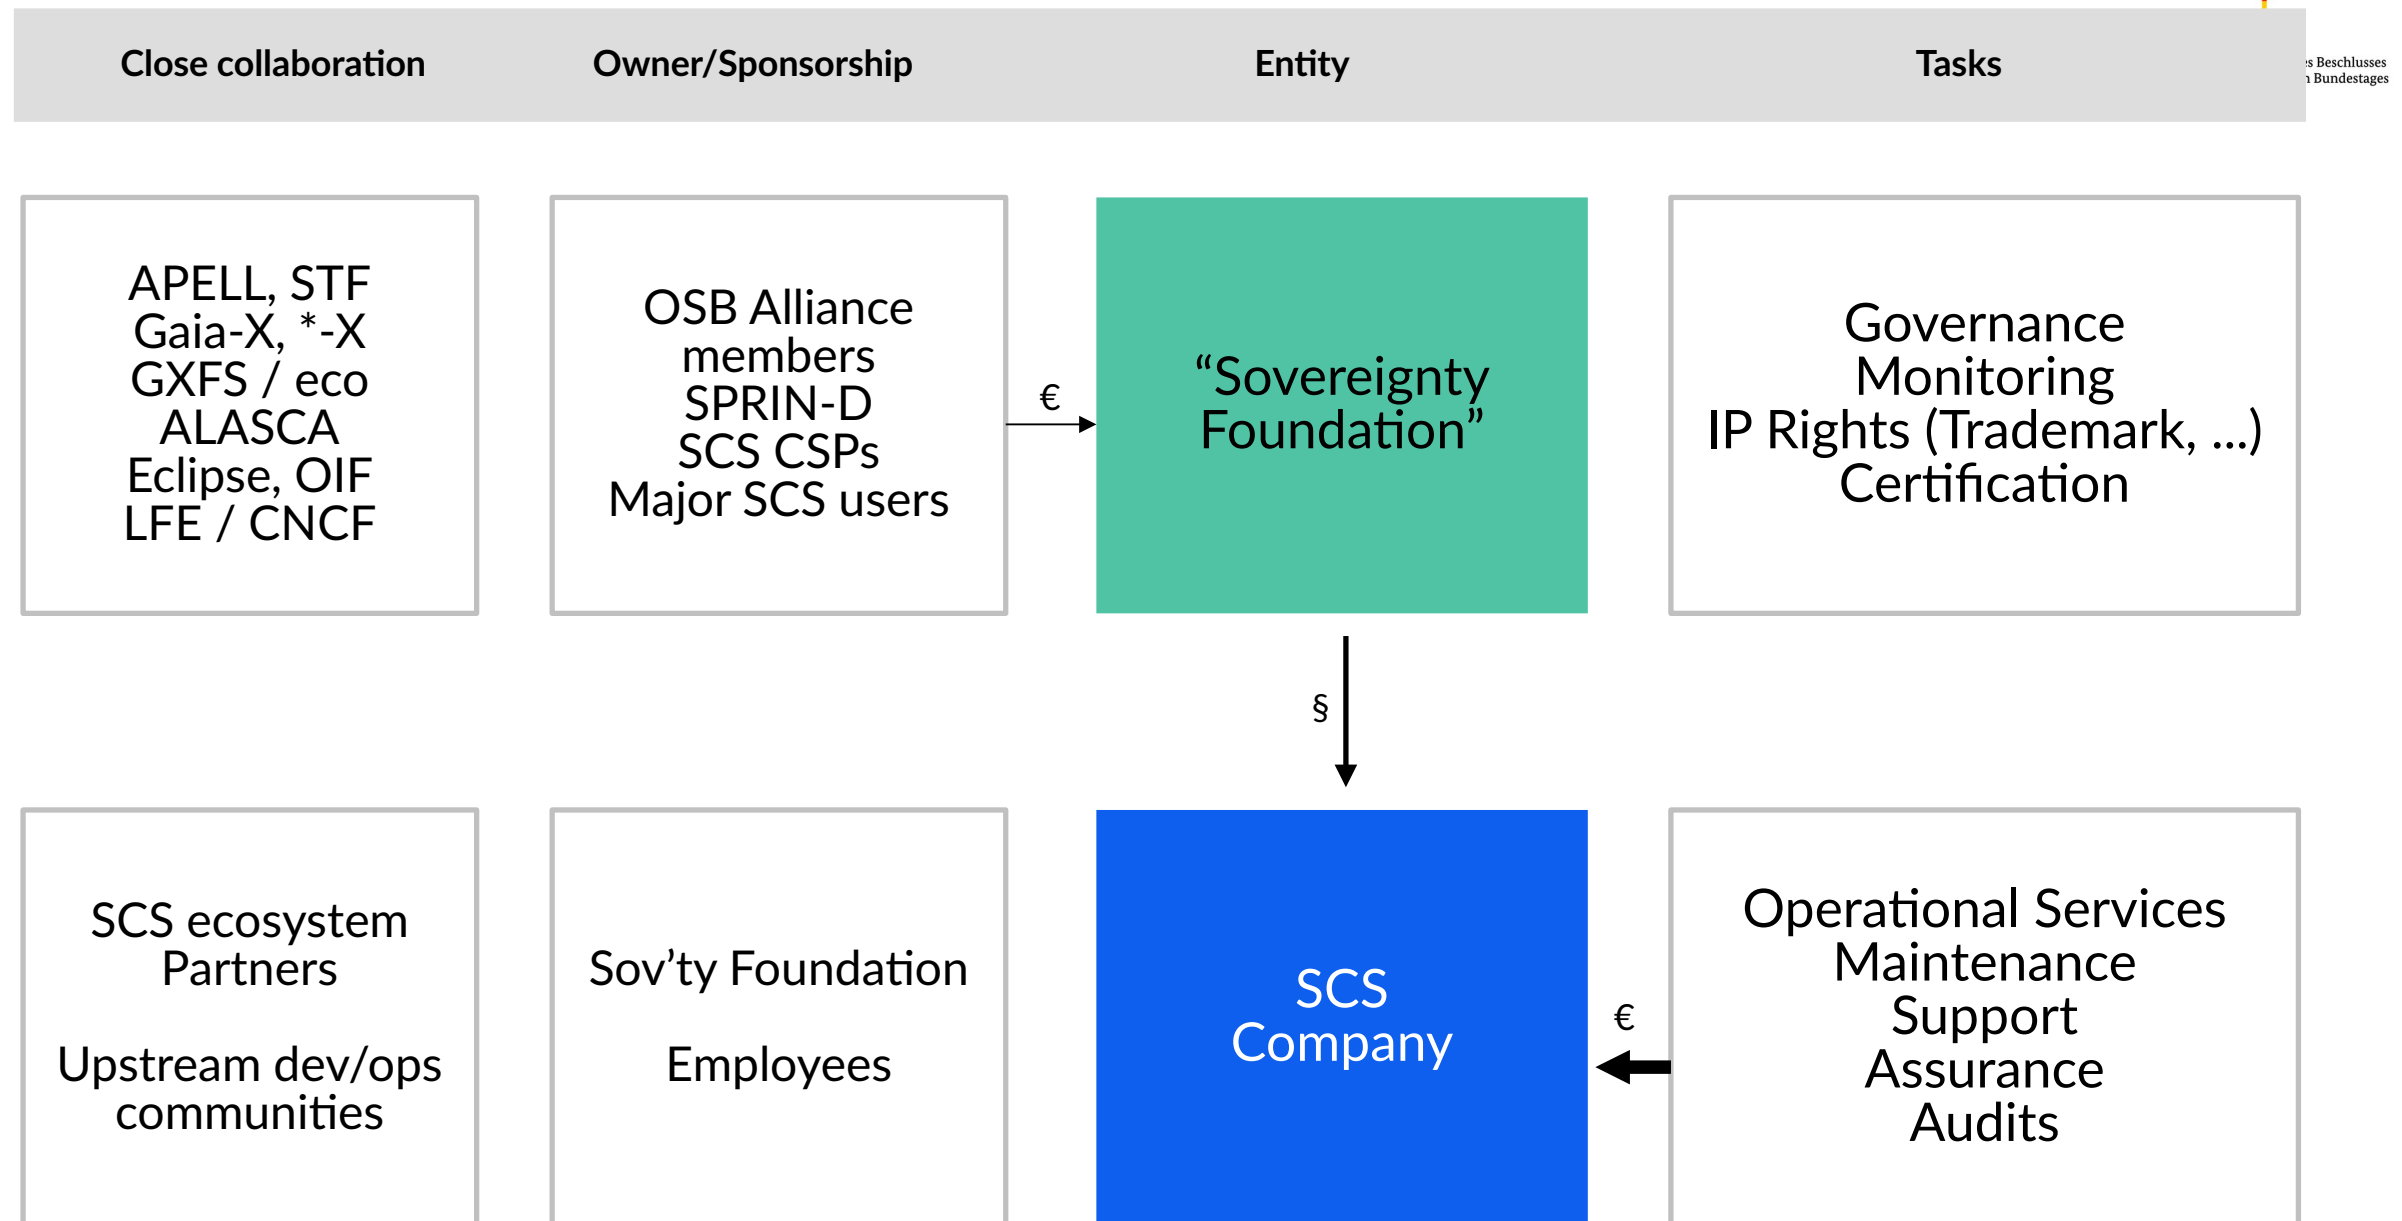 Close collaboration
Owner/Sponsorship
Entity
Tasks
Beschlusses
Bundestages
APELL, STF
Gaia-X, *-X
GXFS / eco
ALASCA
Eclipse, OIF
LFE / CNCF
OSB Alliance
members
SPRIN-D
SCS CSPs
Major SCS users
€
“Sovereignty
Foundation”
Governance
Monitoring
IP Rights (Trademark, ...)
Certification
§
SCS ecosystem
Partners
Upstream dev/ops
communities
Sov’ty Foundation
Employees
SCS
Company
€
Operational Services
Maintenance
Support
Assurance
Audits